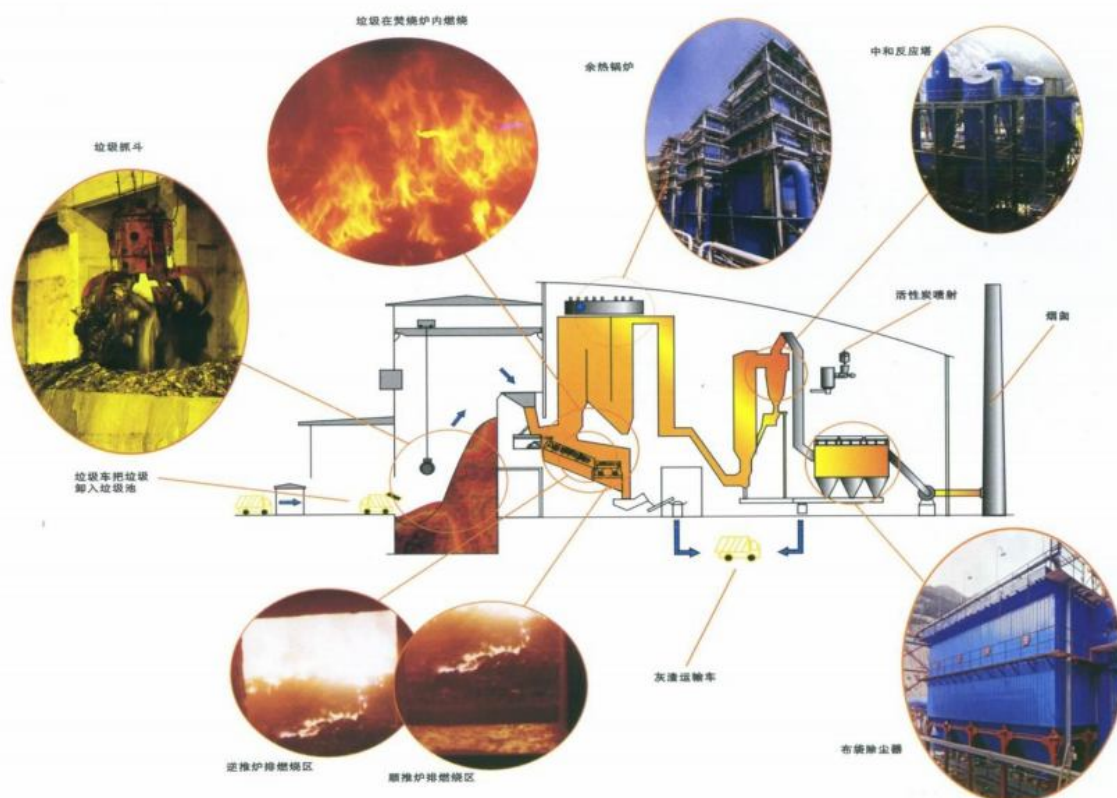 垃圾在焚烧炉内燃烧
余热锅炉
中和反应塔
垃圾抓斗
活性炭喷射
烟囱
垃圾车把垃圾
卸入垃圾池
灰渣运输车
布袋除尘器
逆推炉排燃烧区
顺推炉排燃烧区